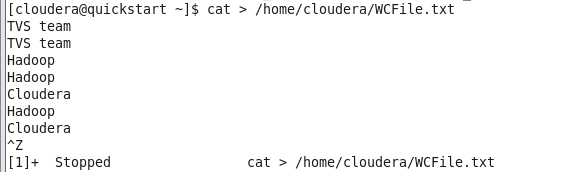 [cloudera@quickstart ~]$ cat > /home/cloudera/WCFile.txt
TVS team
TVS team
Hadoop
Hadoop
Cloudera
Hadoop
Cloudera
^Z
[1]+  Stopped                 cat > /home/cloudera/WCFile.txt